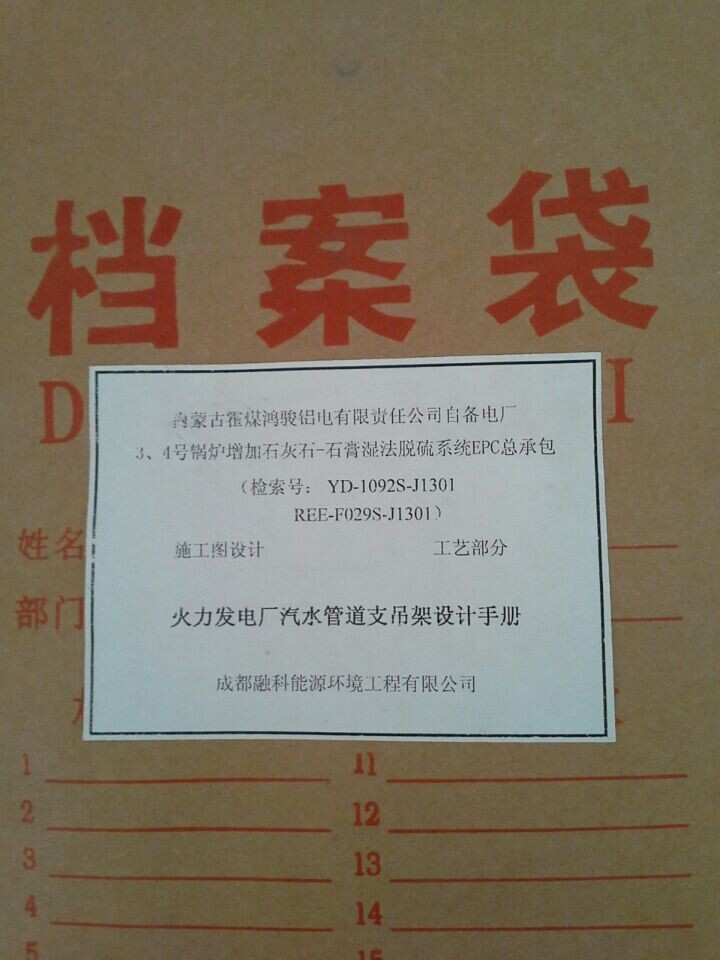 档案袋
D
I
内蒙古霍煤鸿骏铝电有限责任公司自备电厂
3、4号锅炉增加石灰石-石膏湿法脱硫系统EPC总承包
（检索号： YD-1092S-J1301
REE-F029S-J1301）
施工图设计 工艺部分
火力发电厂汽水管道支吊架设计手册
成都融科能源环境工程有限公司
姓名
部门
1 11
2 12
3 13
4 14
5 15